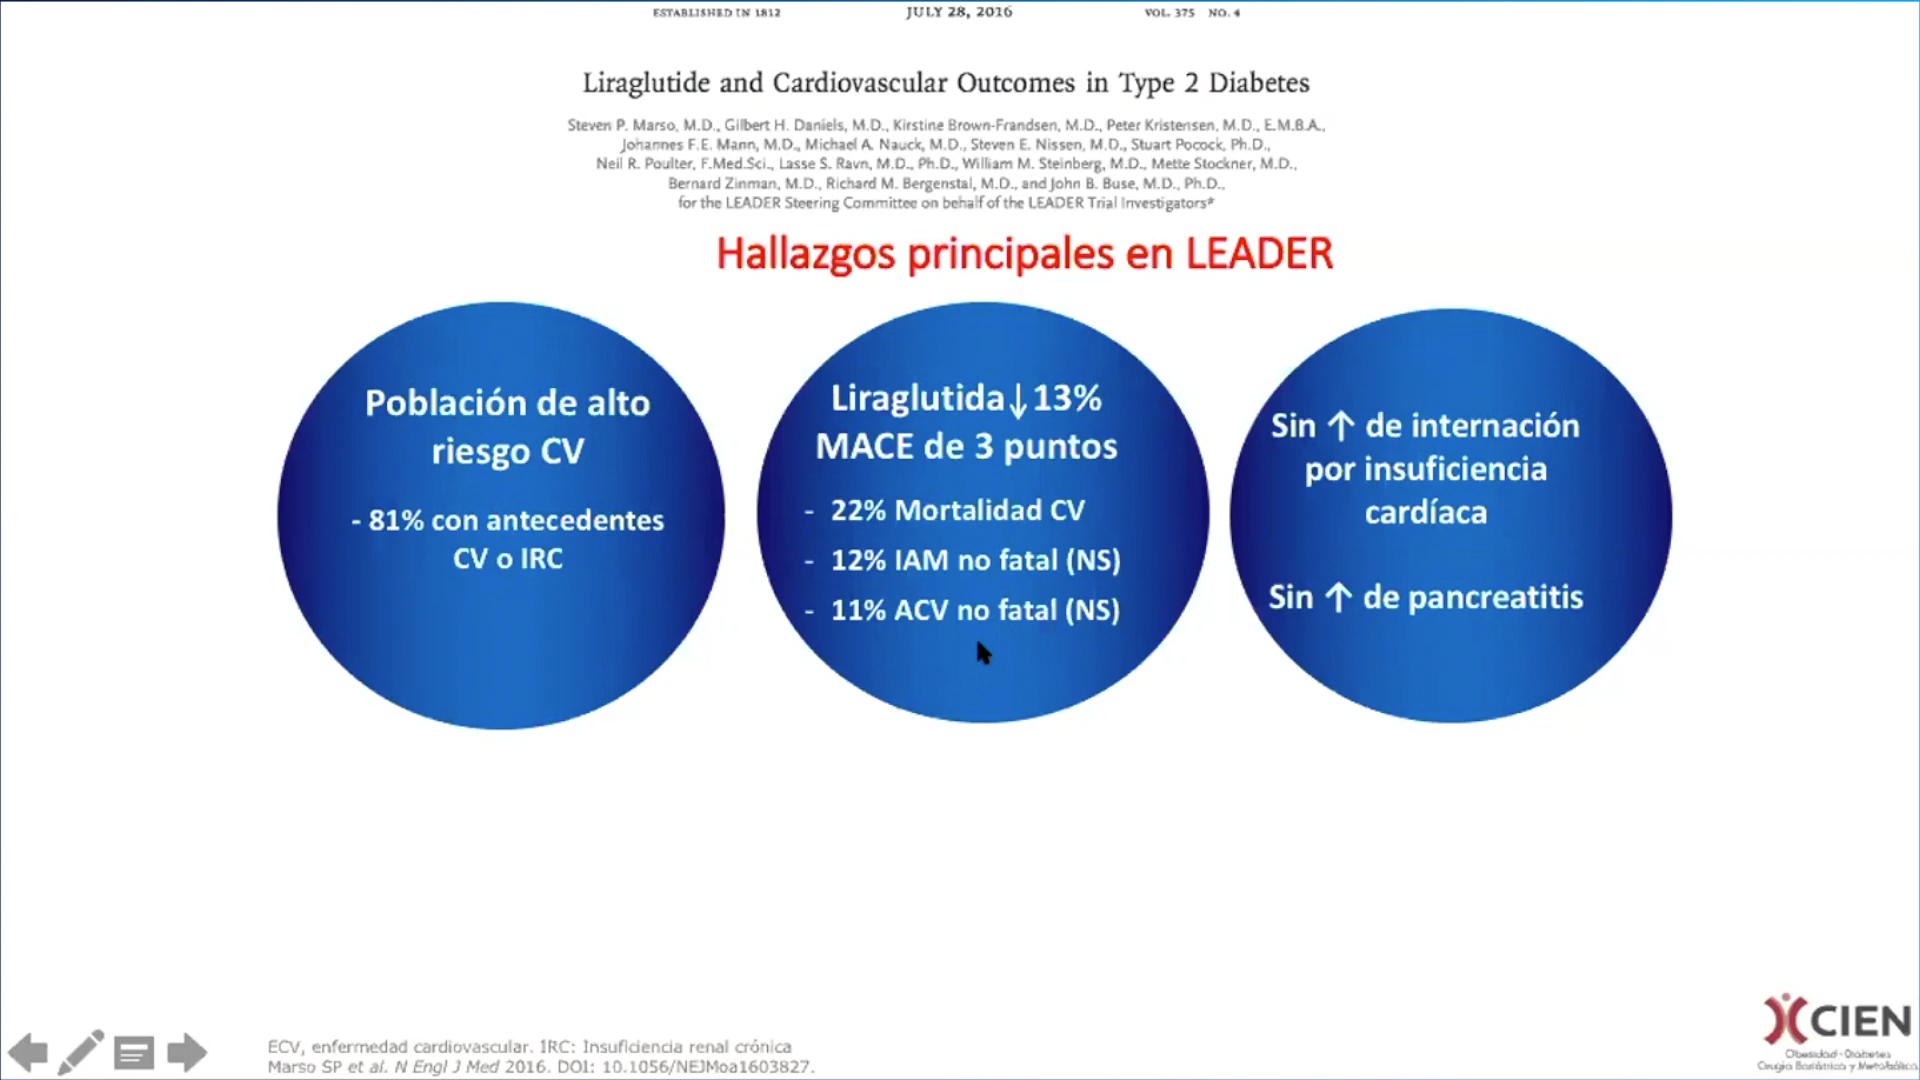 ESTABLISHED IN 1812 JULY 28, 2016 VOL. 375 NO. 4
Liraglutide and Cardiovascular Outcomes in Type 2 Diabetes
Steven P. Marso, M.D., Gilbert H. Daniels, M.D., Kirstine Brown-Frandsen, M.D., Peter Kristensen, M.D., E.M.B.A.,
Johannes F.E. Mann, M.D., Michael A. Nauck, M.D., Steven E. Nissen, M.D., Stuart Pocock, Ph.D.,
Neil R. Poulter, F.Med.Sci., Lasse S. Ravn, M.D., Ph.D., William M. Steinberg, M.D., Mette Stockner, M.D.,
Bernard Zinman, M.D., Richard M. Bergenstal, M.D., and John B. Buse, M.D., Ph.D.,
for the LEADER Steering Committee on behalf of the LEADER Trial Investigators*
Hallazgos principales en LEADER
Población de alto
riesgo CV
- 81% con antecedentes
CV o IRC
Liraglutida↓13%
MACE de 3 puntos
- 22% Mortalidad CV
- 12% IAM no fatal (NS)
- 11% ACV no fatal (NS)
Sin ↑ de internación
por insuficiencia
cardíaca
Sin ↑ de pancreatitis
ECV, enfermedad cardiovascular. IRC: Insuficiencia renal crónica
Marso SP et al. N Engl J Med 2016. DOI: 10.1056/NEJMoa1603827.
CIEN
Obesidad - Diabetes
Cirugía Bariátrica y Metabólica